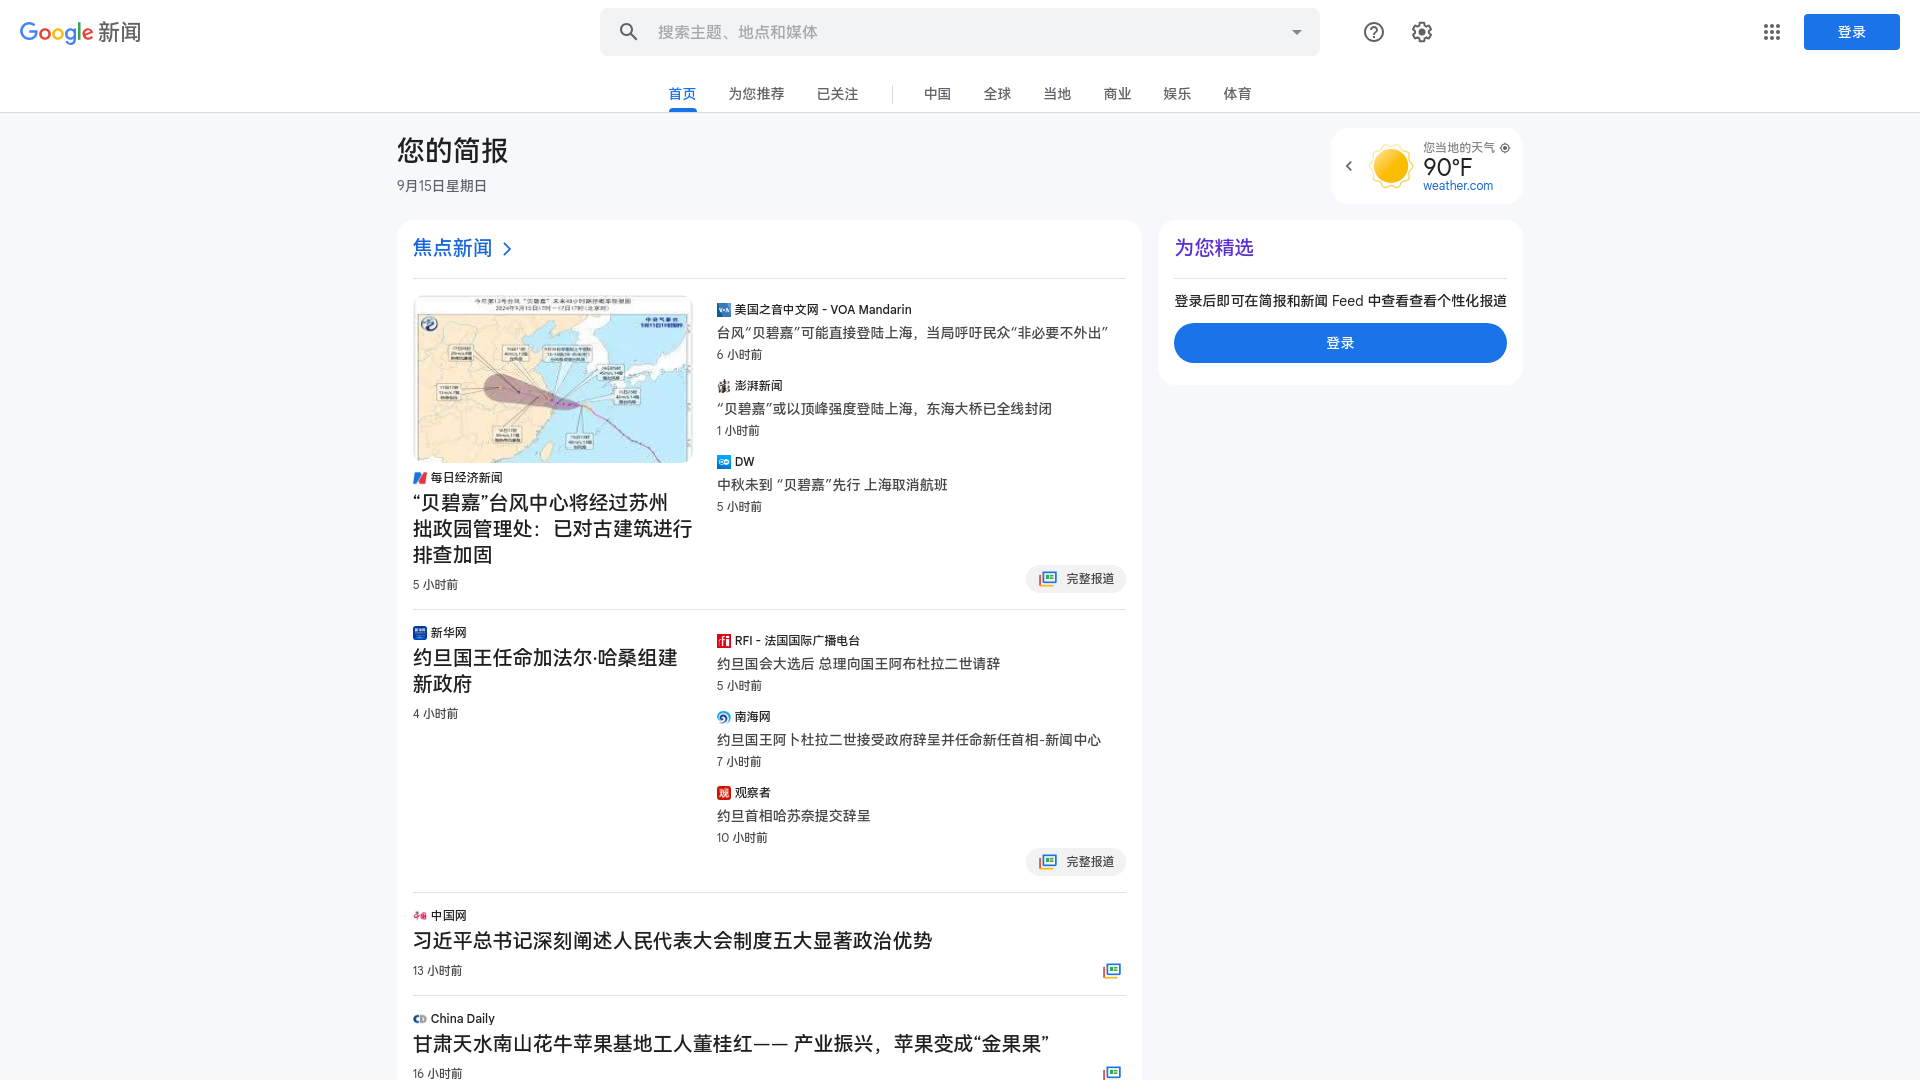 Google 新闻
搜索主题、地点和媒体
登录
首页
为您推荐
已关注
中国
全球
当地
商业
娱乐
体育
您的简报
9月15日星期日
您当地的天气
90°F
weather.com
焦点新闻
每日经济新闻
“贝碧嘉”台风中心将经过苏州
拙政园管理处：已对古建筑进行
排查加固
5 小时前
美国之音中文网 - VOA Mandarin
台风“贝碧嘉”可能直接登陆上海，当局呼吁民众“非必要不外出”
6 小时前
澎湃新闻
“贝碧嘉”或以顶峰强度登陆上海，东海大桥已全线封闭
1 小时前
DW
中秋未到 “贝碧嘉”先行 上海取消航班
5 小时前
完整报道
新华网
约旦国王任命加法尔·哈桑组建
新政府
4 小时前
RFI - 法国国际广播电台
约旦国会大选后 总理向国王阿布杜拉二世请辞
5 小时前
南海网
约旦国王阿卜杜拉二世接受政府辞呈并任命新任首相-新闻中心
7 小时前
观察者
约旦首相哈苏奈提交辞呈
10 小时前
完整报道
中国网
习近平总书记深刻阐述人民代表大会制度五大显著政治优势
13 小时前
China Daily
甘肃天水南山花牛苹果基地工人董桂红—— 产业振兴，苹果变成“金果果”
16 小时前
为您精选
登录后即可在简报和新闻 Feed 中查看查看个性化报道
登录